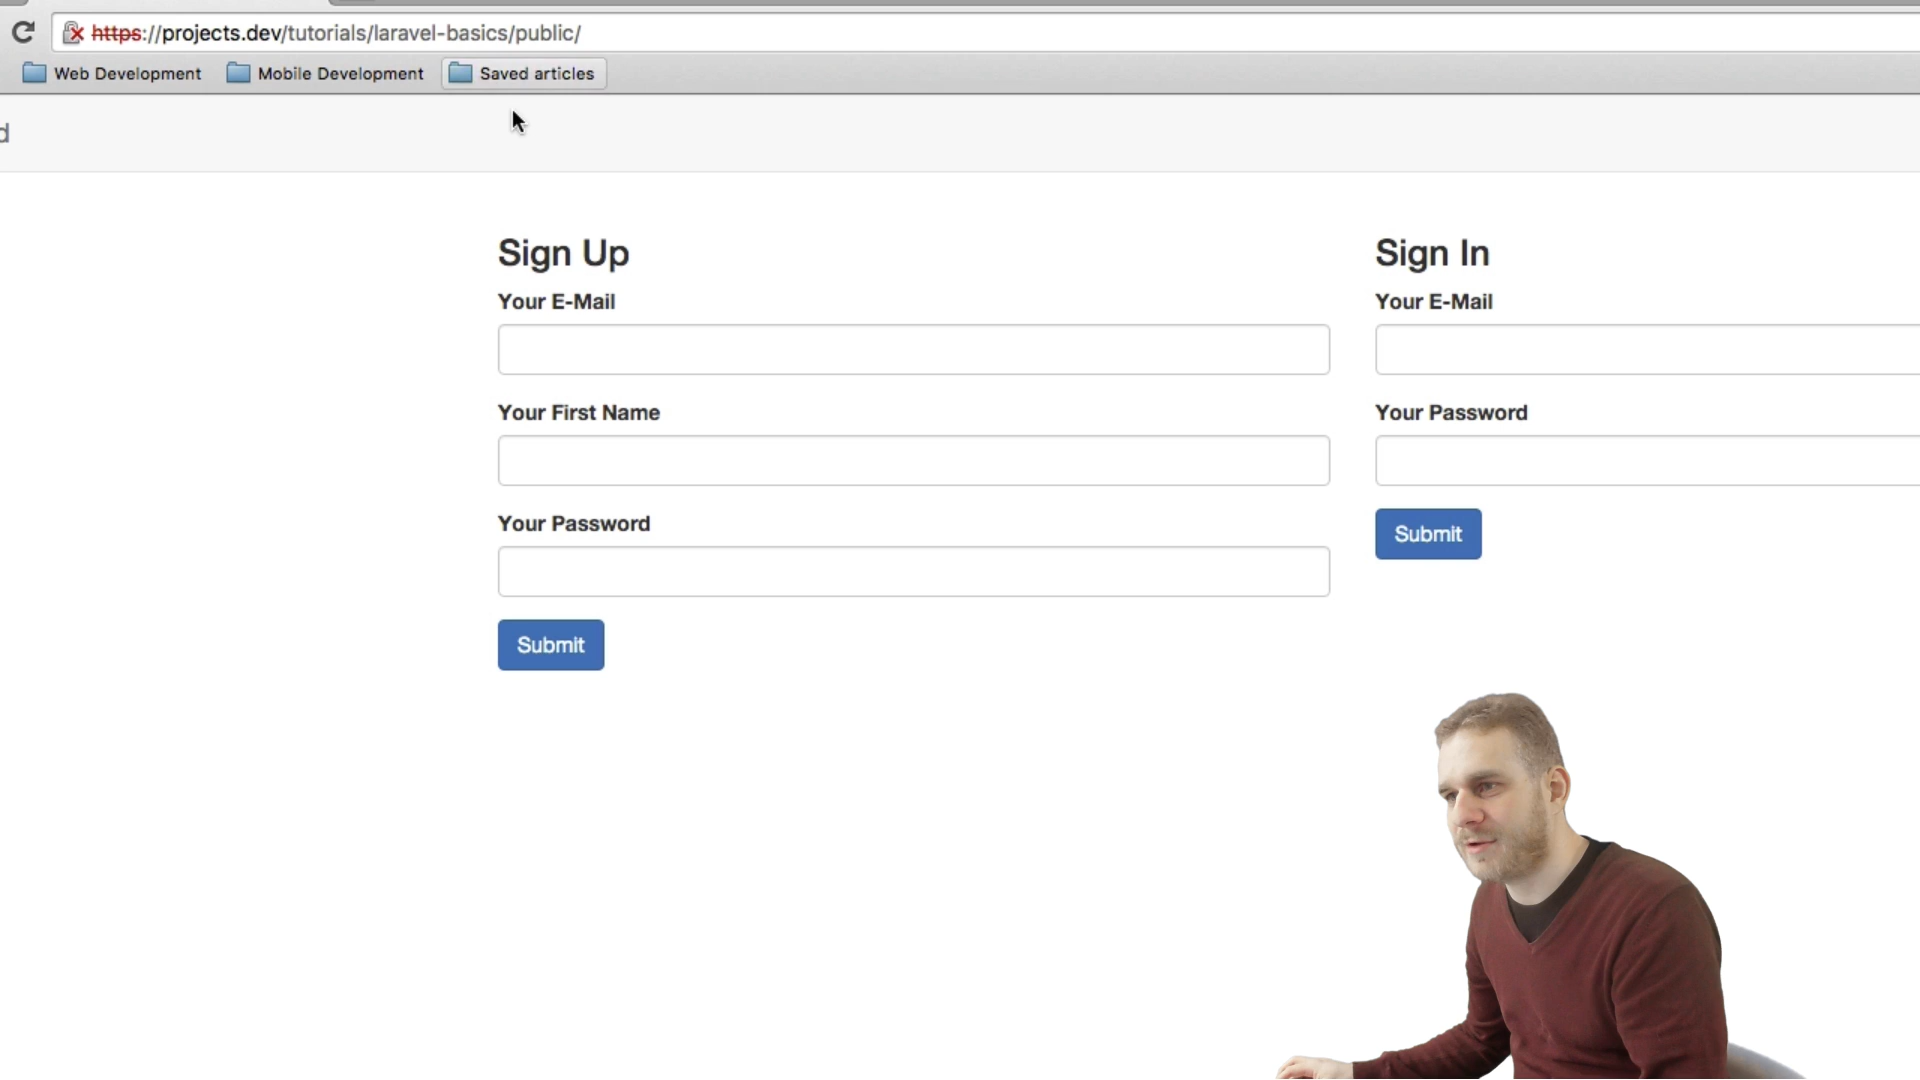 https://projects.dev/tutorials/laravel-basics/public/
Web Development Mobile Development Saved articles
d
Sign Up
Your E-Mail
Your First Name
Your Password
Submit
Sign In
Your E-Mail
Your Password
Submit